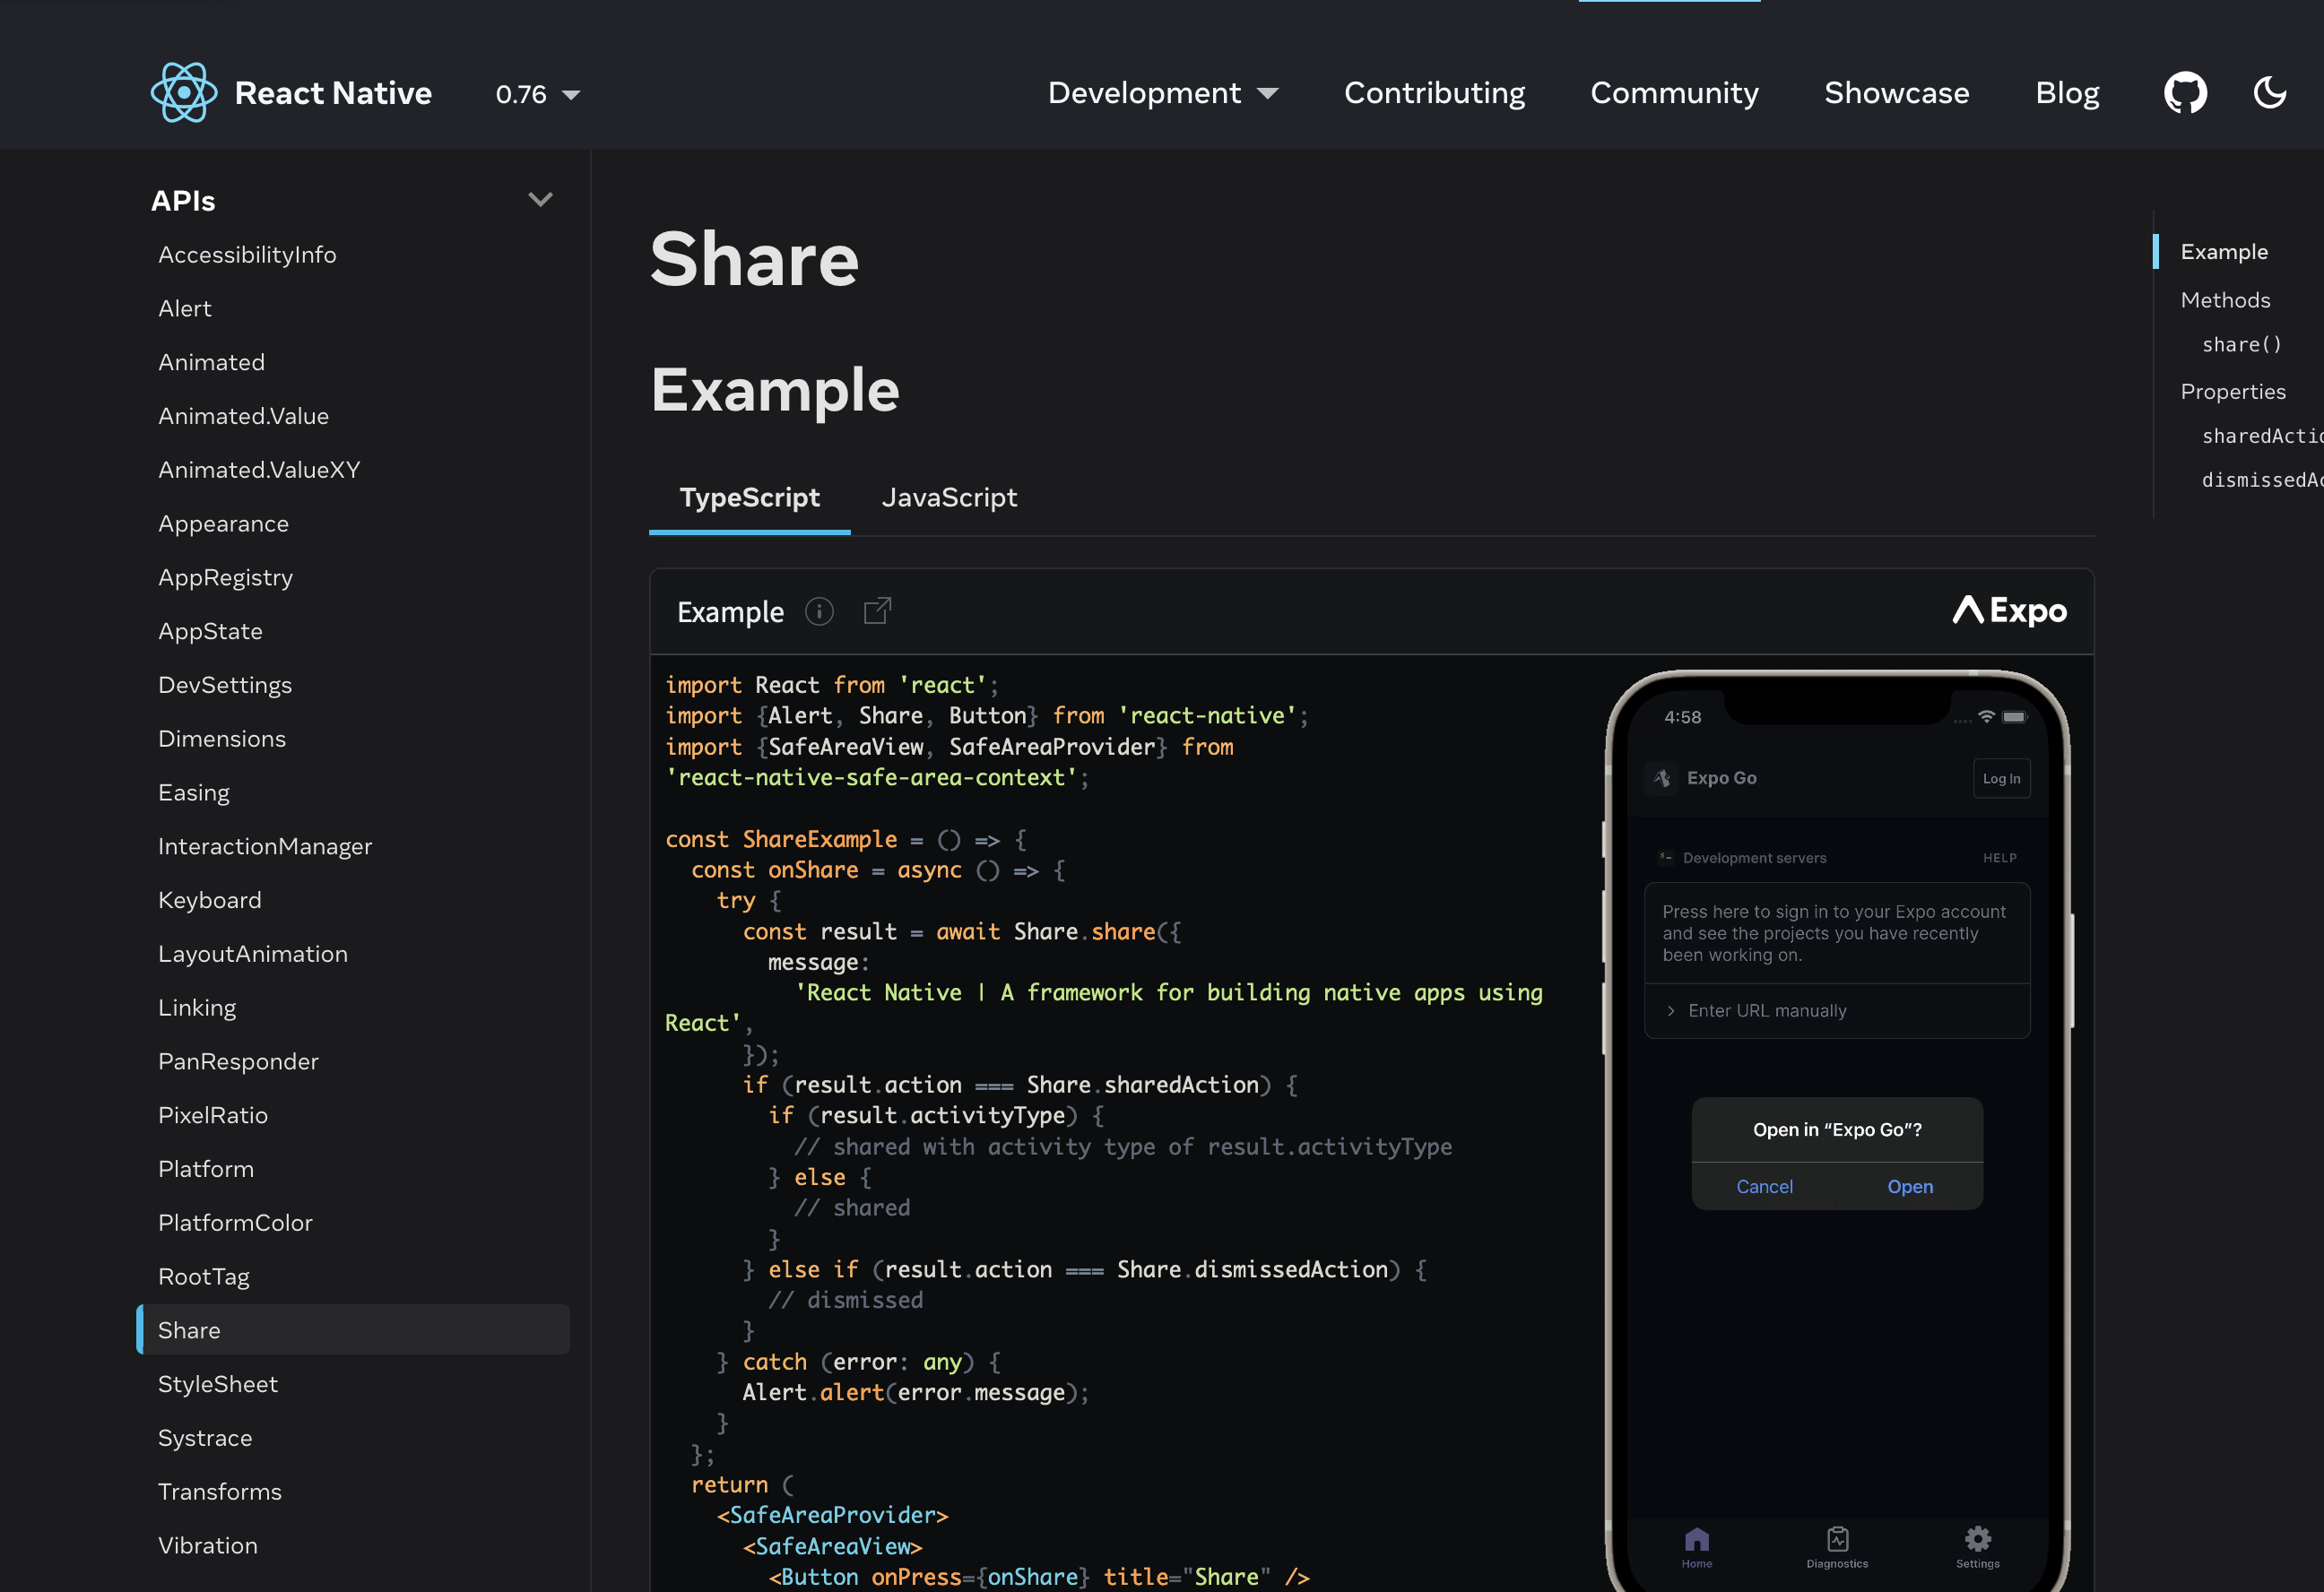 React Native
0.76
Development
Contributing
Community
Showcase
Blog
APIs
AccessibilityInfo
Alert
Animated
Animated.Value
Animated.ValueXY
Appearance
AppRegistry
AppState
DevSettings
Dimensions
Easing
InteractionManager
Keyboard
LayoutAnimation
Linking
PanResponder
PixelRatio
Platform
PlatformColor
RootTag
Share
StyleSheet
Systrace
Transforms
Vibration
Share
Example
TypeScript
JavaScript
Example
Expo
import React from 'react';
import {Alert, Share, Button} from 'react-native';
import {SafeAreaView, SafeAreaProvider} from
'react-native-safe-area-context';
const ShareExample = () => {
const onShare = async () => {
try {
const result = await Share.share({
message:
'React Native | A framework for building native apps using
React',
});
if (result.action === Share.sharedAction) {
if (result.activityType) {
// shared with activity type of result.activityType
} else {
// shared
}
} else if (result.action === Share.dismissedAction) {
// dismissed
}
} catch (error: any) {
Alert.alert(error.message);
}
};
return (
<SafeAreaProvider>
<SafeAreaView>
<Button onPress={onShare} title="Share" />
4:58
Expo Go
Log In
Development servers
HELP
Press here to sign in to your Expo account
and see the projects you have recently
been working on.
Enter URL manually
Open in “Expo Go”?
Cancel
Open
Home
Diagnostics
Settings
Example
Methods
share()
Properties